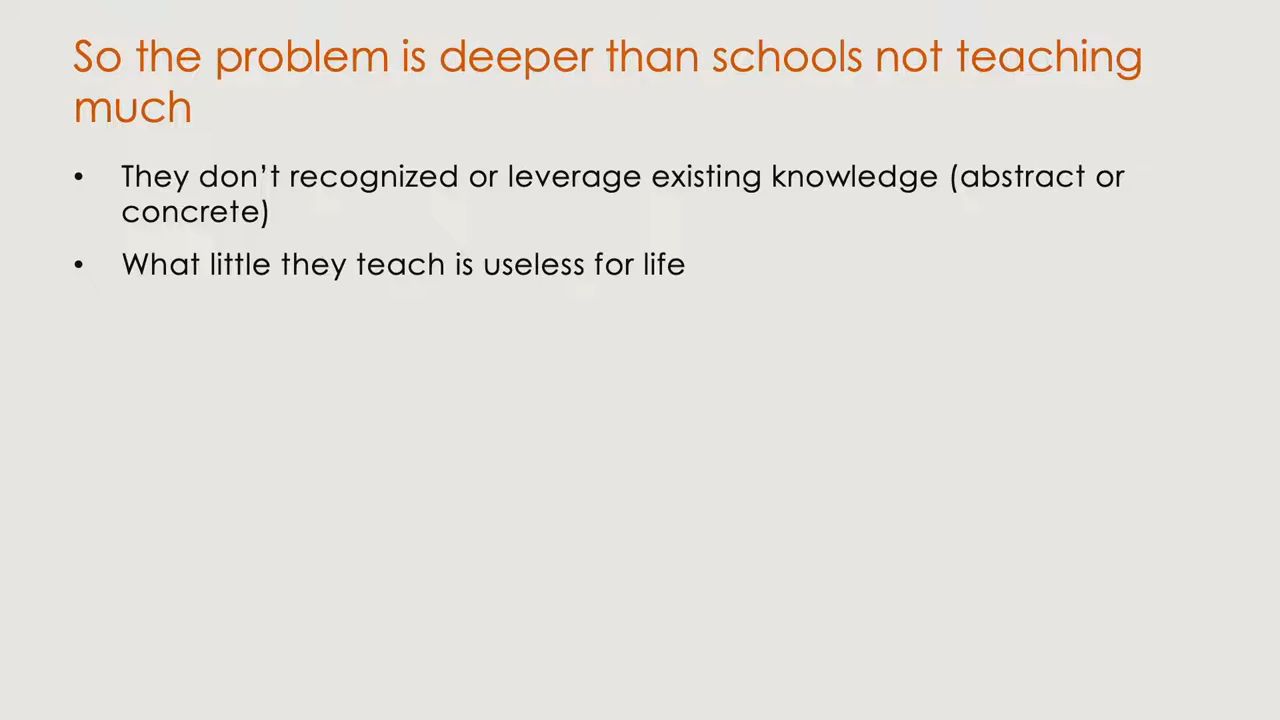 So the problem is deeper than schools not teaching
much
• They don’t recognized or leverage existing knowledge (abstract or
concrete)
• What little they teach is useless for life